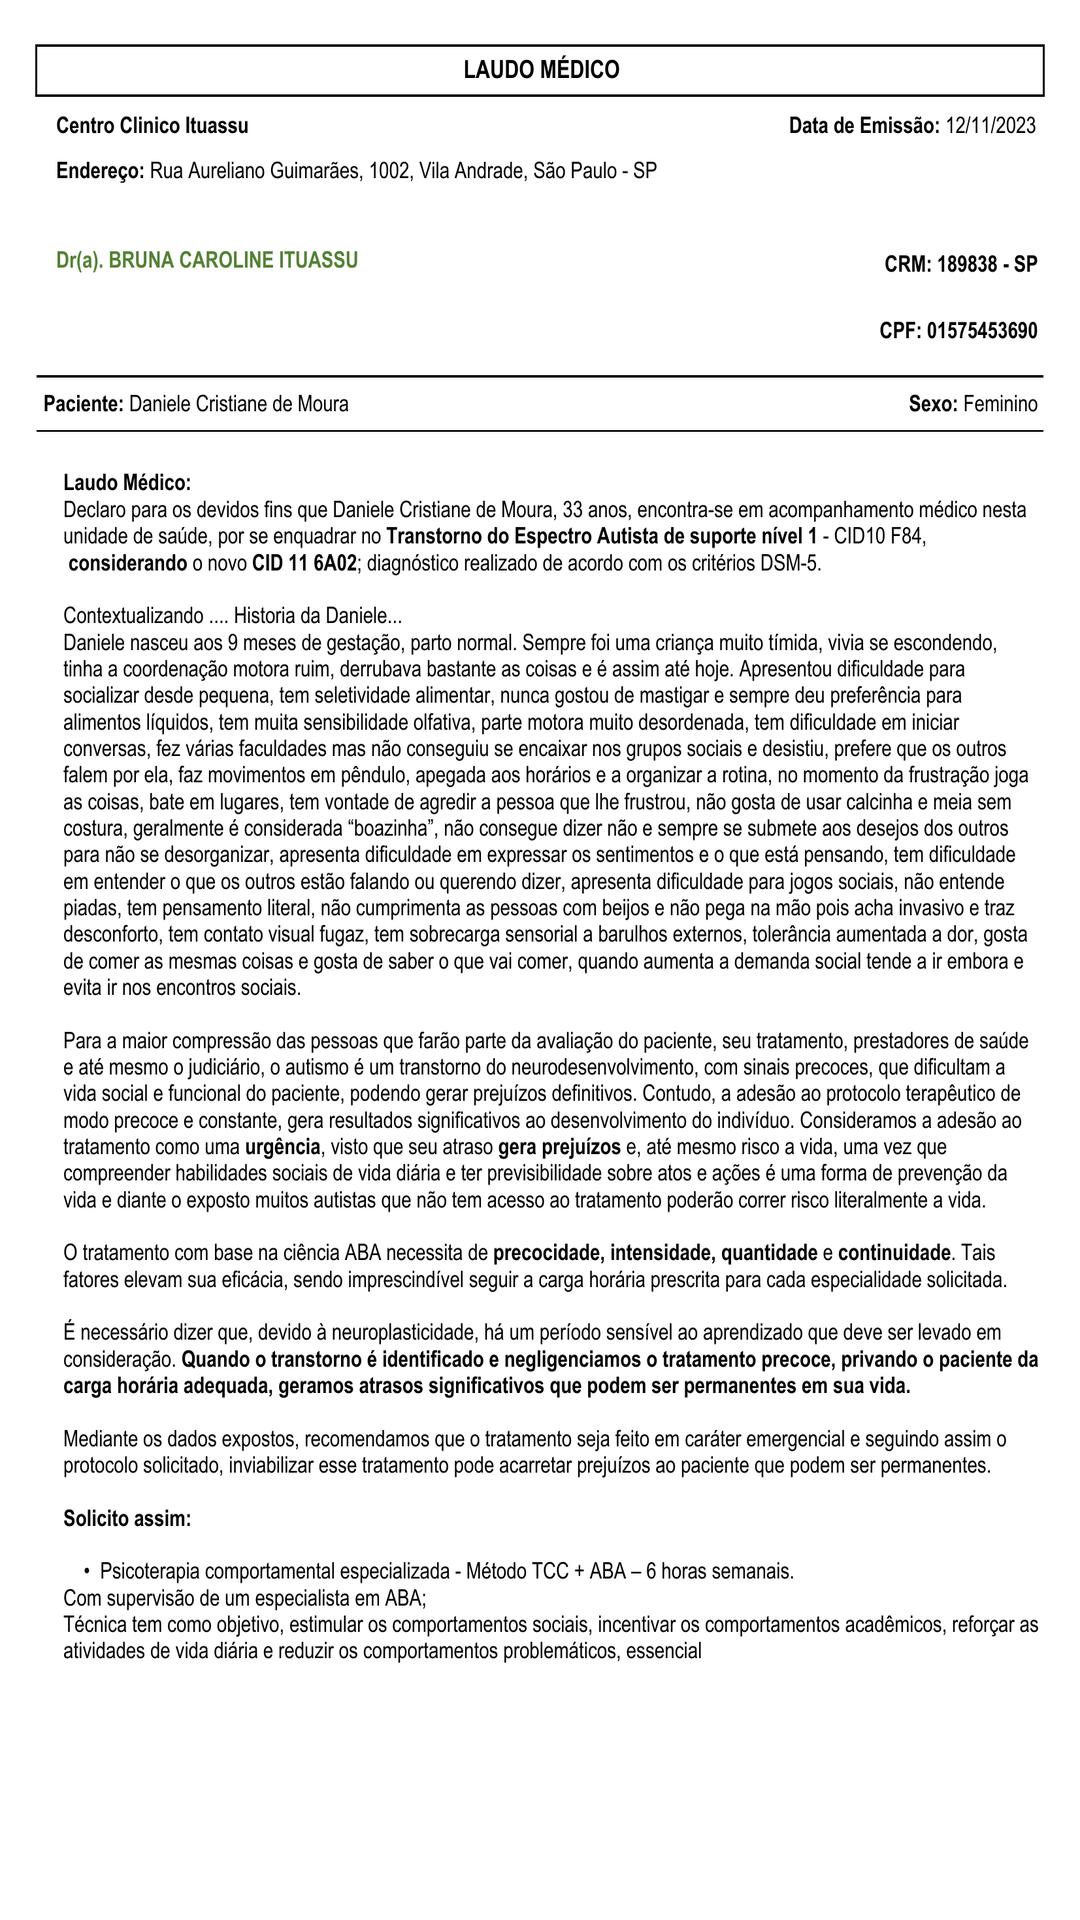 LAUDO MÉDICO
Centro Clinico Ituassu
Data de Emissão: 12/11/2023
Endereço: Rua Aureliano Guimarães, 1002, Vila Andrade, São Paulo - SP
Dr(a). BRUNA CAROLINE ITUASSU
CRM: 189838 - SP
CPF: 01575453690
Paciente: Daniele Cristiane de Moura
Sexo: Feminino
Laudo Médico:
Declaro para os devidos fins que Daniele Cristiane de Moura, 33 anos, encontra-se em acompanhamento médico nesta
unidade de saúde, por se enquadrar no Transtorno do Espectro Autista de suporte nível 1 - CID10 F84,
considerando o novo CID 11 6A02; diagnóstico realizado de acordo com os critérios DSM-5.
Contextualizando .... Historia da Daniele...
Daniele nasceu aos 9 meses de gestação, parto normal. Sempre foi uma criança muito tímida, vivia se escondendo,
tinha a coordenação motora ruim, derrubava bastante as coisas e é assim até hoje. Apresentou dificuldade para
socializar desde pequena, tem seletividade alimentar, nunca gostou de mastigar e sempre deu preferência para
alimentos líquidos, tem muita sensibilidade olfativa, parte motora muito desordenada, tem dificuldade em iniciar
conversas, fez várias faculdades mas não conseguiu se encaixar nos grupos sociais e desistiu, prefere que os outros
falem por ela, faz movimentos em pêndulo, apegada aos horários e a organizar a rotina, no momento da frustração joga
as coisas, bate em lugares, tem vontade de agredir a pessoa que lhe frustrou, não gosta de usar calcinha e meia sem
costura, geralmente é considerada “boazinha”, não consegue dizer não e sempre se submete aos desejos dos outros
para não se desorganizar, apresenta dificuldade em expressar os sentimentos e o que está pensando, tem dificuldade
em entender o que os outros estão falando ou querendo dizer, apresenta dificuldade para jogos sociais, não entende
piadas, tem pensamento literal, não cumprimenta as pessoas com beijos e não pega na mão pois acha invasivo e traz
desconforto, tem contato visual fugaz, tem sobrecarga sensorial a barulhos externos, tolerância aumentada a dor, gosta
de comer as mesmas coisas e gosta de saber o que vai comer, quando aumenta a demanda social tende a ir embora e
evita ir nos encontros sociais.
Para a maior compressão das pessoas que farão parte da avaliação do paciente, seu tratamento, prestadores de saúde
e até mesmo o judiciário, o autismo é um transtorno do neurodesenvolvimento, com sinais precoces, que dificultam a
vida social e funcional do paciente, podendo gerar prejuízos definitivos. Contudo, a adesão ao protocolo terapêutico de
modo precoce e constante, gera resultados significativos ao desenvolvimento do indivíduo. Consideramos a adesão ao
tratamento como uma urgência, visto que seu atraso gera prejuízos e, até mesmo risco a vida, uma vez que
compreender habilidades sociais de vida diária e ter previsibilidade sobre atos e ações é uma forma de prevenção da
vida e diante o exposto muitos autistas que não tem acesso ao tratamento poderão correr risco literalmente a vida.
O tratamento com base na ciência ABA necessita de precocidade, intensidade, quantidade e continuidade. Tais
fatores elevam sua eficácia, sendo imprescindível seguir a carga horária prescrita para cada especialidade solicitada.
É necessário dizer que, devido à neuroplasticidade, há um período sensível ao aprendizado que deve ser levado em
consideração. Quando o transtorno é identificado e negligenciamos o tratamento precoce, privando o paciente da
carga horária adequada, geramos atrasos significativos que podem ser permanentes em sua vida.
Mediante os dados expostos, recomendamos que o tratamento seja feito em caráter emergencial e seguindo assim o
protocolo solicitado, inviabilizar esse tratamento pode acarretar prejuízos ao paciente que podem ser permanentes.
Solicito assim:
• Psicoterapia comportamental especializada - Método TCC + ABA – 6 horas semanais.
Com supervisão de um especialista em ABA;
Técnica tem como objetivo, estimular os comportamentos sociais, incentivar os comportamentos acadêmicos, reforçar as
atividades de vida diária e reduzir os comportamentos problemáticos, essencial